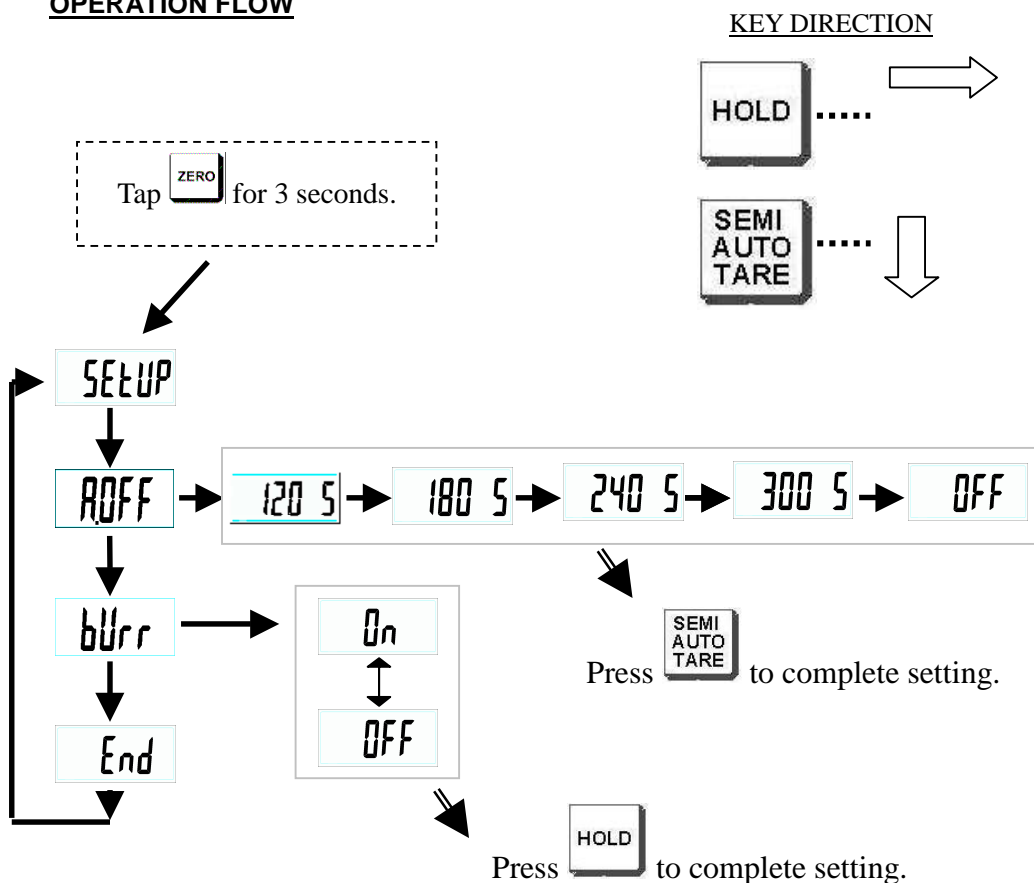 OPERATION FLOW
KEY DIRECTION
HOLD .....
SEMI
AUTO
TARE .....
Tap ZERO for 3 seconds.
SEtUP
A.OFF
120 S
180 S
240 S
300 S
OFF
bUrr
On
OFF
Press SEMI AUTO TARE to complete setting.
End
Press HOLD to complete setting.